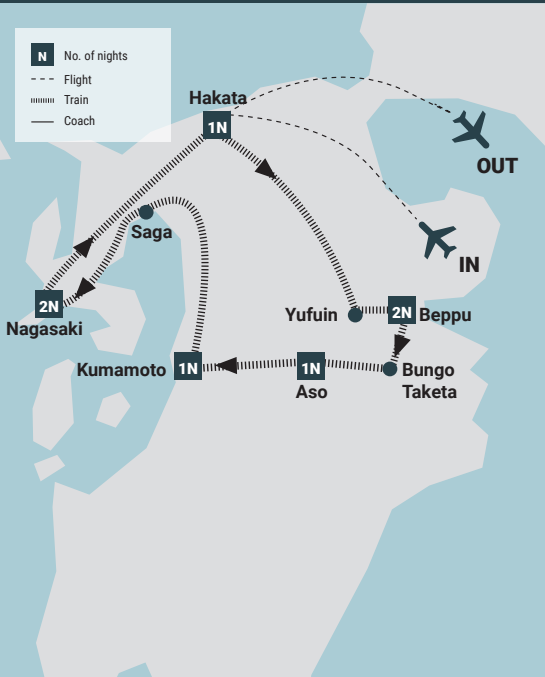 N No. of nights
Flight
Train
Coach
Hakata
1N
OUT
Saga
IN
2N
Nagasaki
Yufuin
2N Beppu
Kumamoto 1N
1N
Aso
Bungo
Taketa